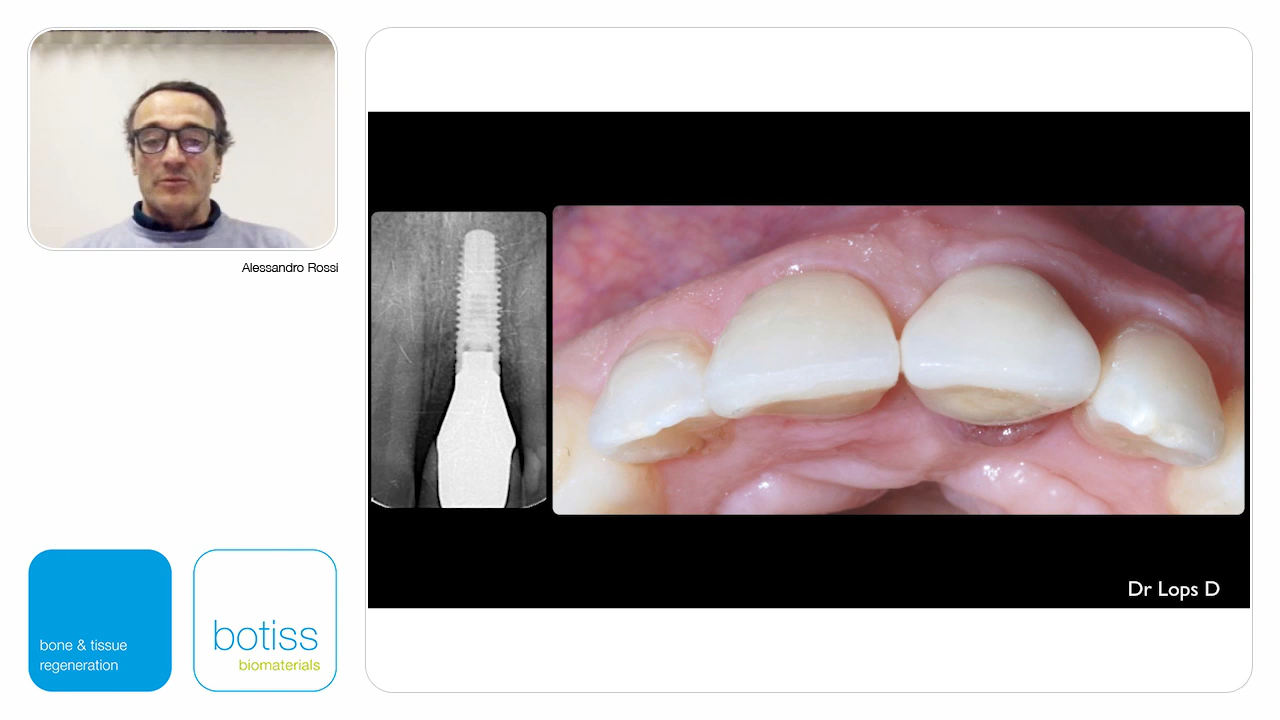 Alessandro Rossi
bone & tissue
regeneration
botiss
biomaterials
Dr Lops D